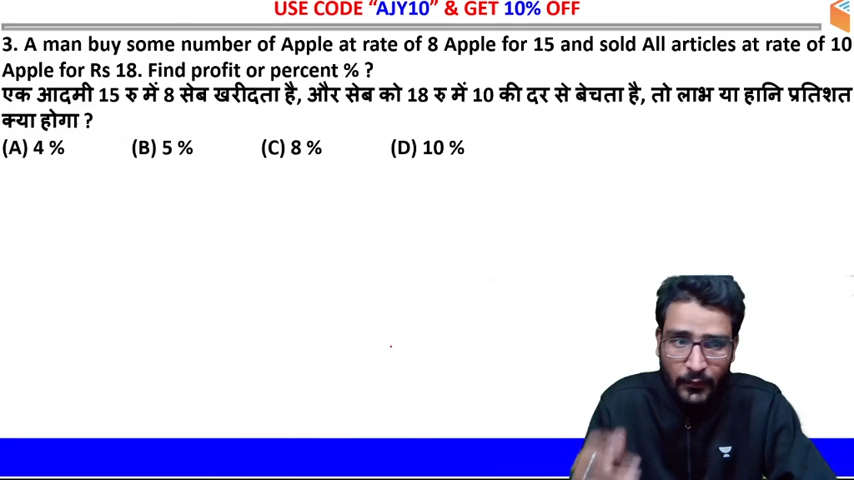 USE CODE “AJY10” & GET 10% OFF
3. A man buy some number of Apple at rate of 8 Apple for 15 and sold All articles at rate of 10
Apple for Rs 18. Find profit or percent % ?
एक आदमी 15 रु में 8 सेब खरीदता है, और सेब को 18 रु में 10 की दर से बेचता है, तो लाभ या हानि प्रतिशत
क्या होगा ?
(A) 4 % (B) 5 % (C) 8 % (D) 10 %